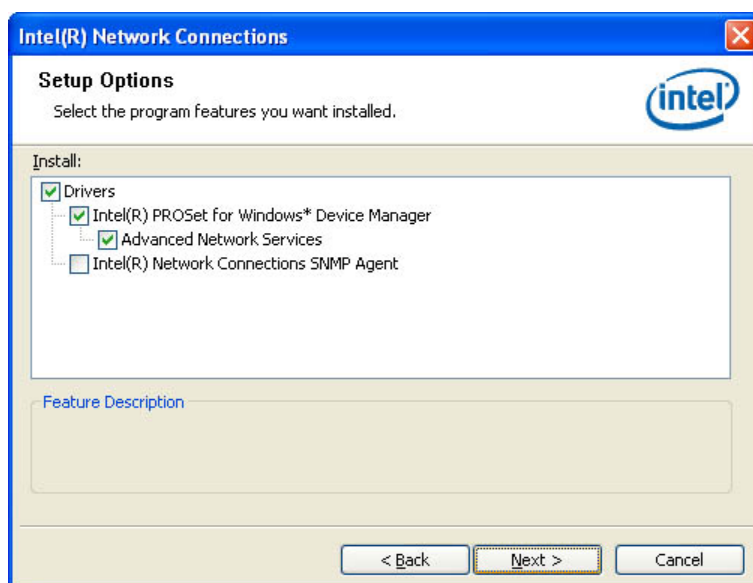 Intel(R) Network Connections
Setup Options
Select the program features you want installed.
intel
Install:
Drivers
Intel(R) PROSet for Windows* Device Manager
Advanced Network Services
Intel(R) Network Connections SNMP Agent
Feature Description
< Back
Next >
Cancel